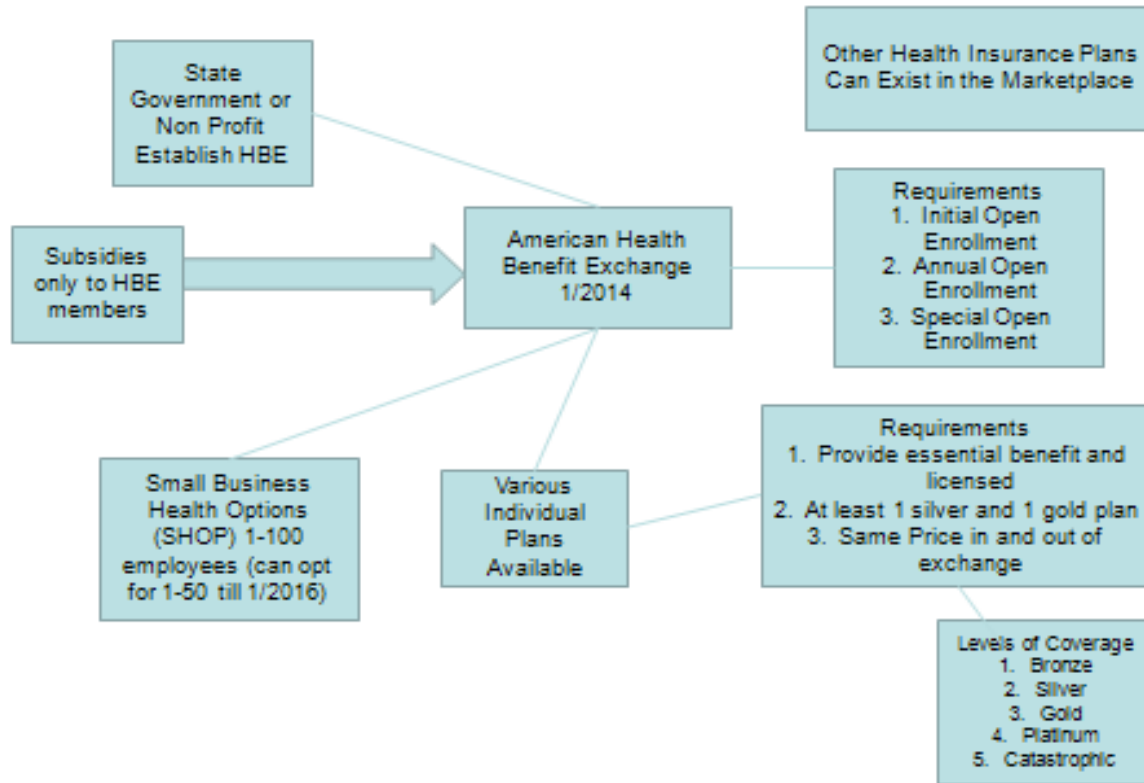 State
Government or
Non Profit
Establish HBE
Other Health Insurance Plans
Can Exist in the Marketplace
Subsidies
only to HBE
members
American Health
Benefit Exchange
1/2014
Requirements
1. Initial Open
Enrollment
2. Annual Open
Enrollment
3. Special Open
Enrollment
Small Business
Health Options
(SHOP) 1-100
employees (can opt
for 1-50 till 1/2016)
Various
Individual
Plans
Available
Requirements
1. Provide essential benefit and
licensed
2. At least 1 silver and 1 gold plan
3. Same Price in and out of
exchange
Levels of Coverage
1. Bronze
2. Silver
3. Gold
4. Platinum
5. Catastrophic